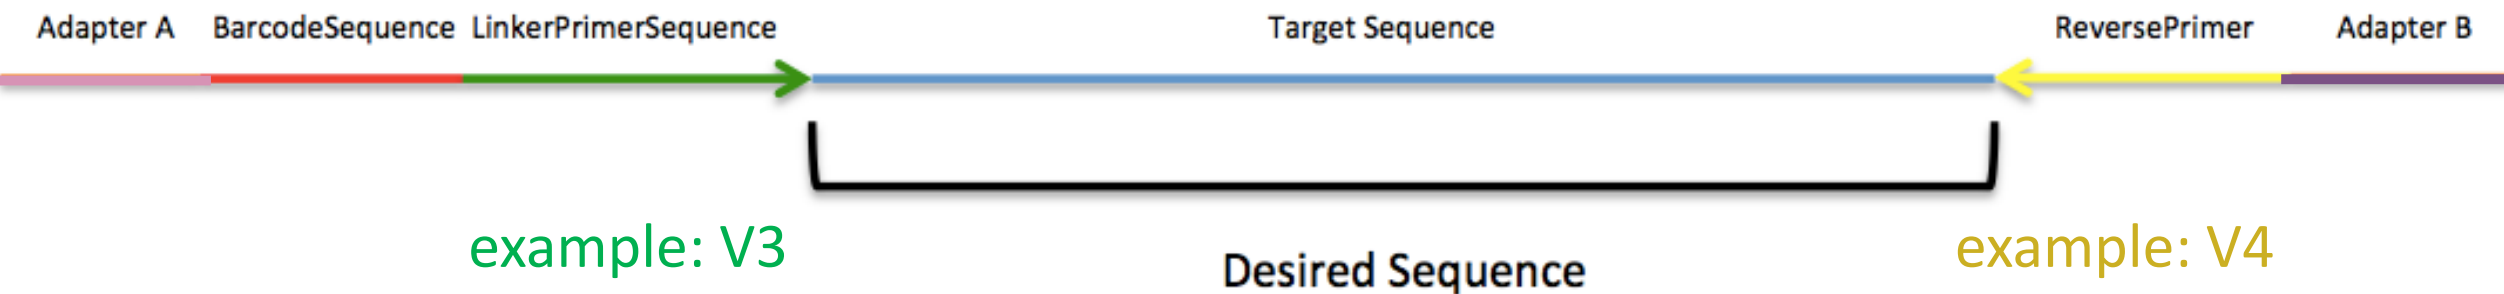 Adapter A BarcodeSequence LinkerPrimerSequence Target Sequence ReversePrimer Adapter B
example: V3 example: V4
Desired Sequence